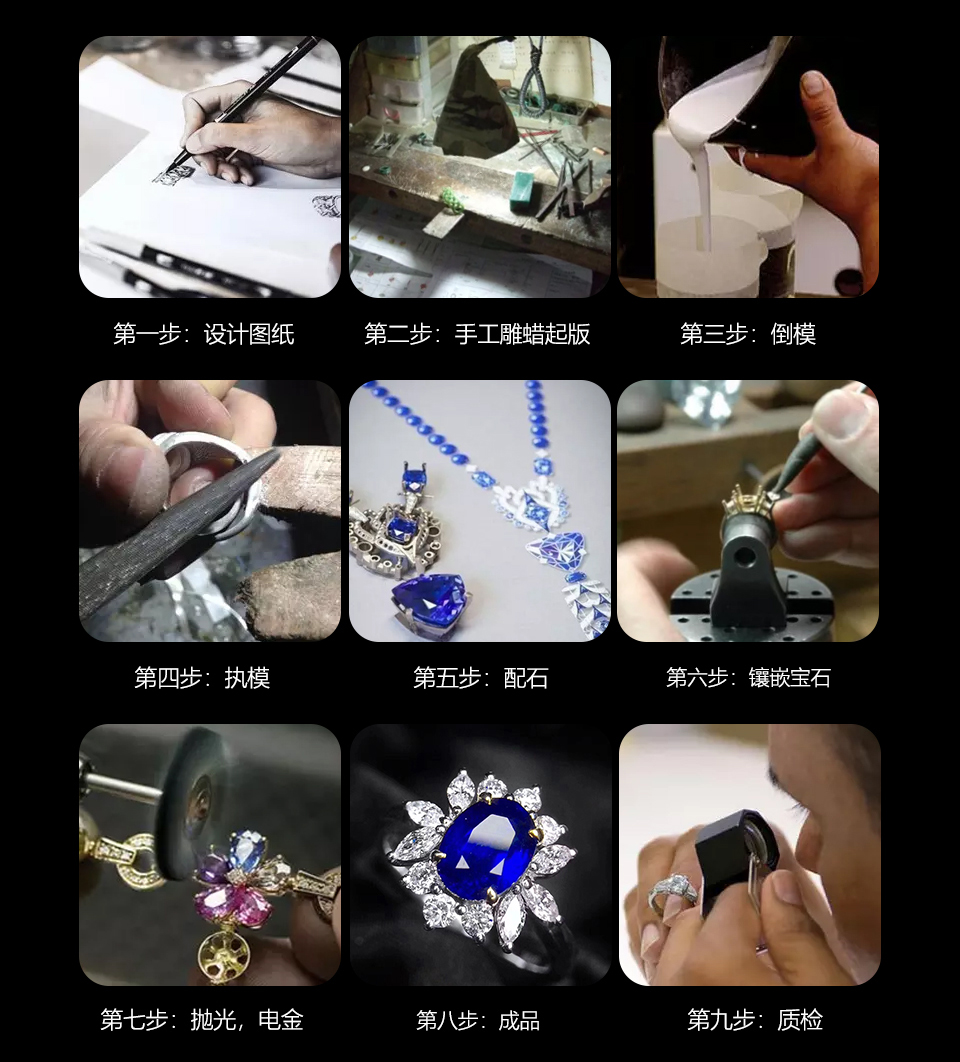 第一步：设计图纸
第二步：手工雕蜡起版
第三步：倒模
第四步：执模
第五步：配石
第六步：镶嵌宝石
第七步：抛光，电金
第八步：成品
第九步：质检